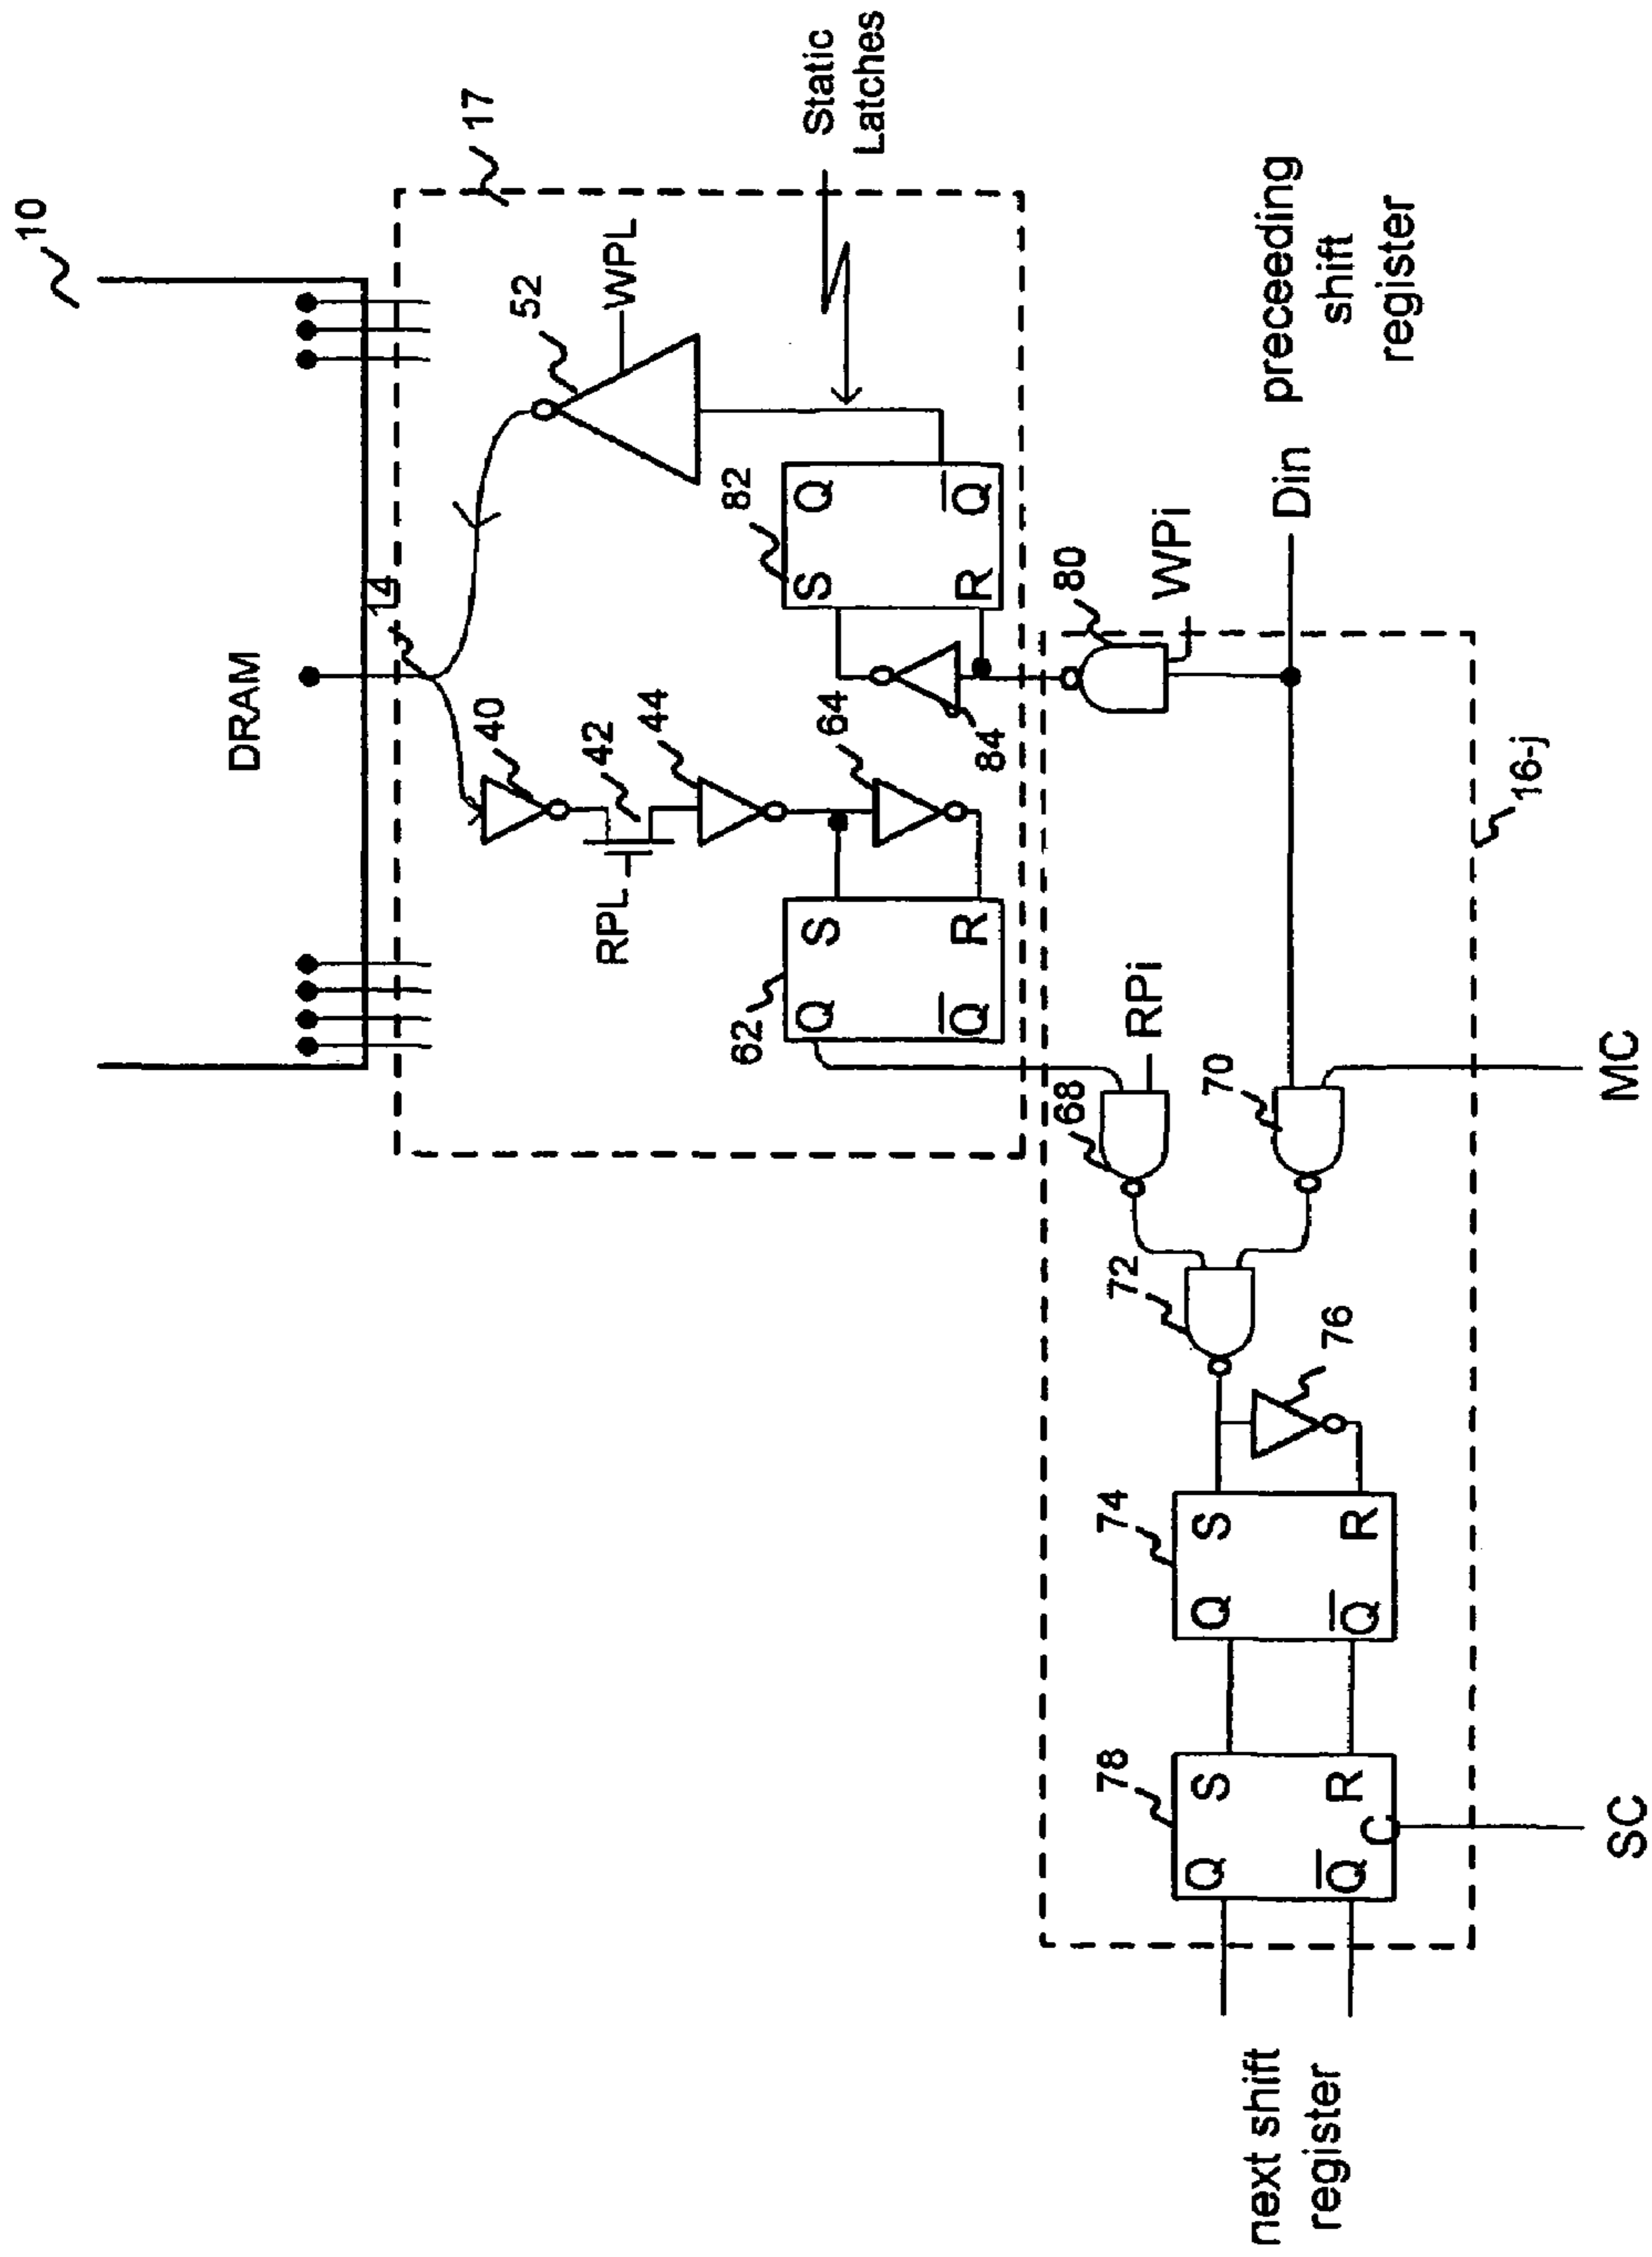 10
DRAM
14
17
40
RPL
42
44
52
WPL
64
62
Q
S
Q
R
82
S
Q
R
Q
84
Static
Latches
RPi
68
80
WPi
Din
preceeding
shift
register
70
72
76
16-j
74
Q
S
Q
R
78
Q
S
Q
R
C
MC
SC
next shift
register